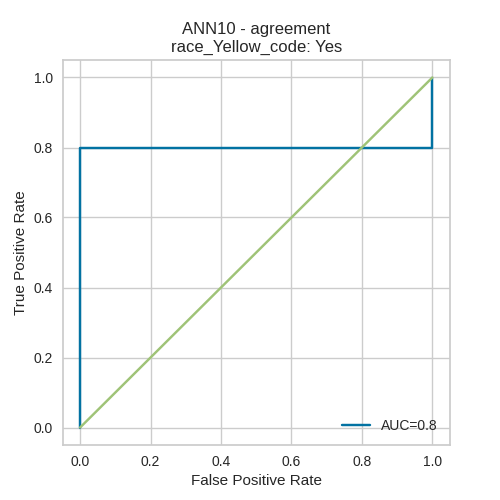 ANN10 - agreement
race_Yellow_code: Yes
True Positive Rate
1.0
0.8
0.6
0.4
0.2
0.0
AUC=0.8
0.0 0.2 0.4 0.6 0.8 1.0
False Positive Rate